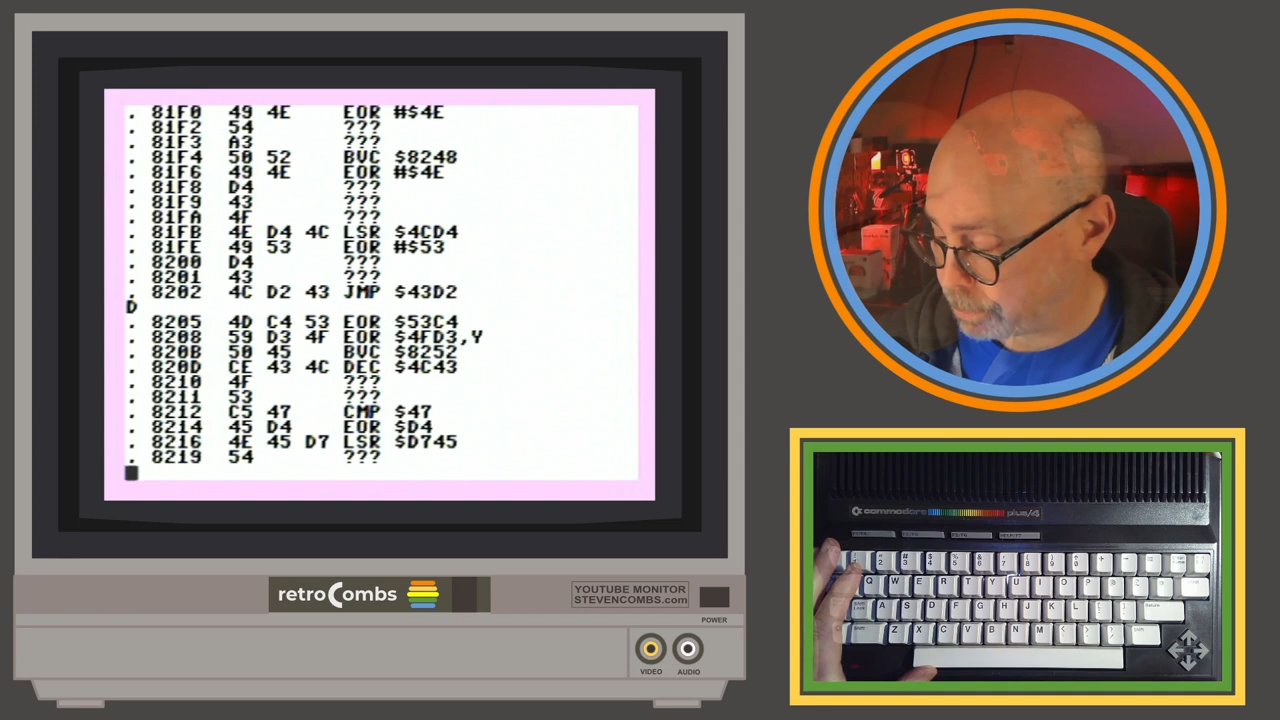 . 81F0 49 4E EOR #$4E
. 81F2 54 ???
. 81F3 A3 ???
. 81F4 50 52 BVC $8248
. 81F6 49 4E EOR #$4E
. 81F8 D4 ???
. 81F9 43 ???
. 81FA 4F ???
. 81FB 4E D4 4C LSR $4CD4
. 81FE 49 53 EOR #$53
. 8200 D4 ???
. 8201 43 ???
. 8202 4C D2 43 JMP $43D2
D
. 8205 4D C4 53 EOR $53C4
. 8208 59 D3 4F EOR $4FD3,Y
. 820B 50 45 BVC $8252
. 820D CE 43 4C DEC $4C43
. 8210 4F ???
. 8211 53 ???
. 8212 C5 47 CMP $47
. 8214 45 D4 EOR $D4
. 8216 4E 45 D7 LSR $D745
. 8219 54 ???
retroCombs
YOUTUBE MONITOR
STEVENCOMBS.com
POWER
VIDEO
AUDIO
commodore plus/4
Q W E R T Y U I O P
A S D F G H J K L
Z X C V B N M